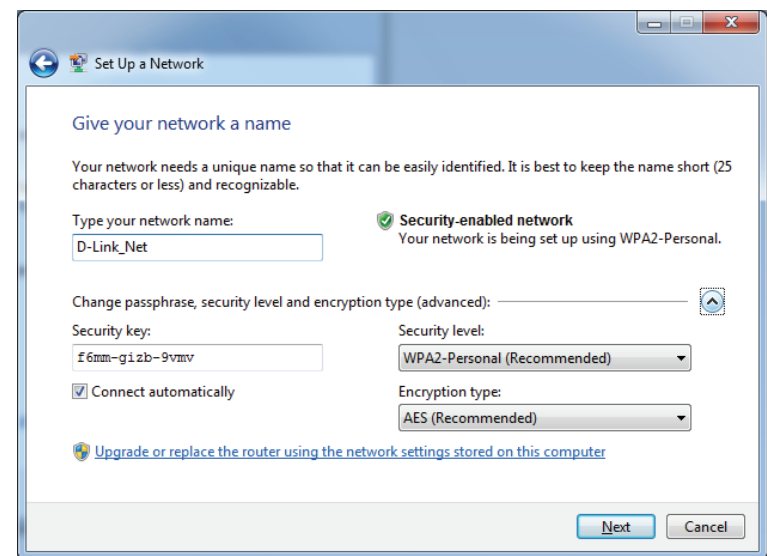 Set Up a Network
Give your network a name
Your network needs a unique name so that it can be easily identified. It is best to keep the name short (25
characters or less) and recognizable.
Type your network name:
Security-enabled network
Your network is being set up using WPA2-Personal.
D-Link_Net
Change passphrase, security level and encryption type (advanced):
Security key:
Security level:
f6mm-gizb-9vmv
WPA2-Personal (Recommended)
Connect automatically
Encryption type:
AES (Recommended)
Upgrade or replace the router using the network settings stored on this computer
Next
Cancel